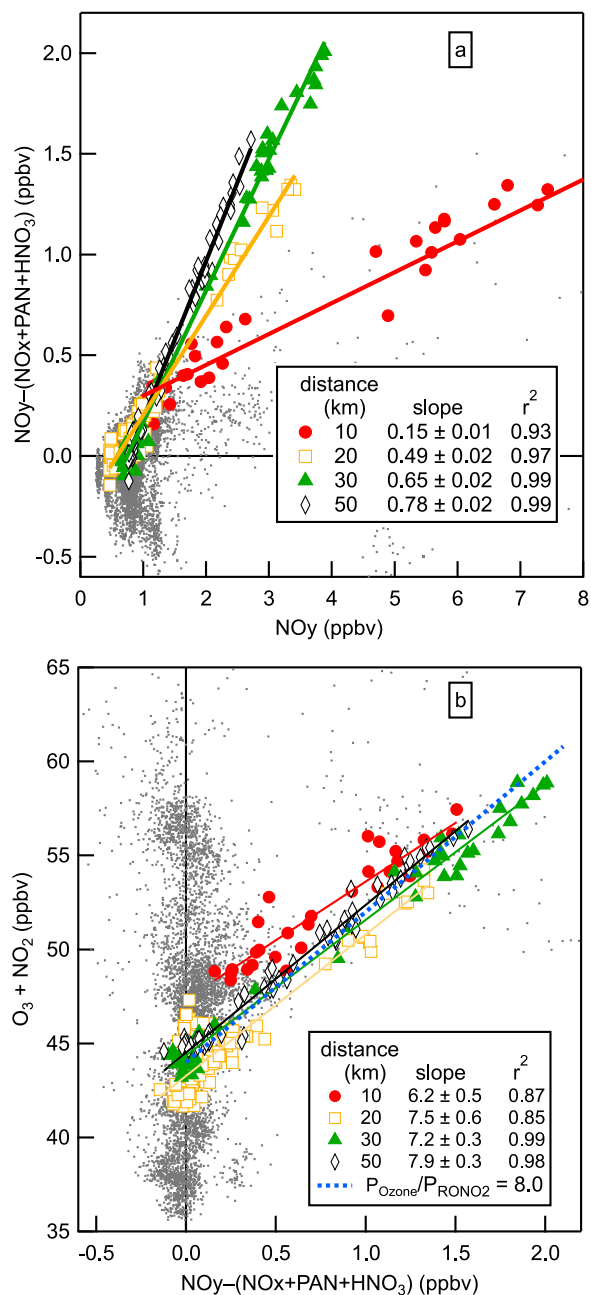 a
2.0
1.5
1.0
0.5
0.0
-0.5
NOy–(NOx+PAN+HNO3) (ppbv)
distance (km) slope r2
10 0.15 ± 0.01 0.93
20 0.49 ± 0.02 0.97
30 0.65 ± 0.02 0.99
50 0.78 ± 0.02 0.99
0 1 2 3 4 5 6 7 8
NOy (ppbv)
b
65
60
55
50
45
40
35
O3 + NO2 (ppbv)
distance
(km) slope r2
10 6.2 ± 0.5 0.87
20 7.5 ± 0.6 0.85
30 7.2 ± 0.3 0.99
50 7.9 ± 0.3 0.98
POzone/PRONO2 = 8.0
-0.5 0.0 0.5 1.0 1.5 2.0
NOy–(NOx+PAN+HNO3) (ppbv)